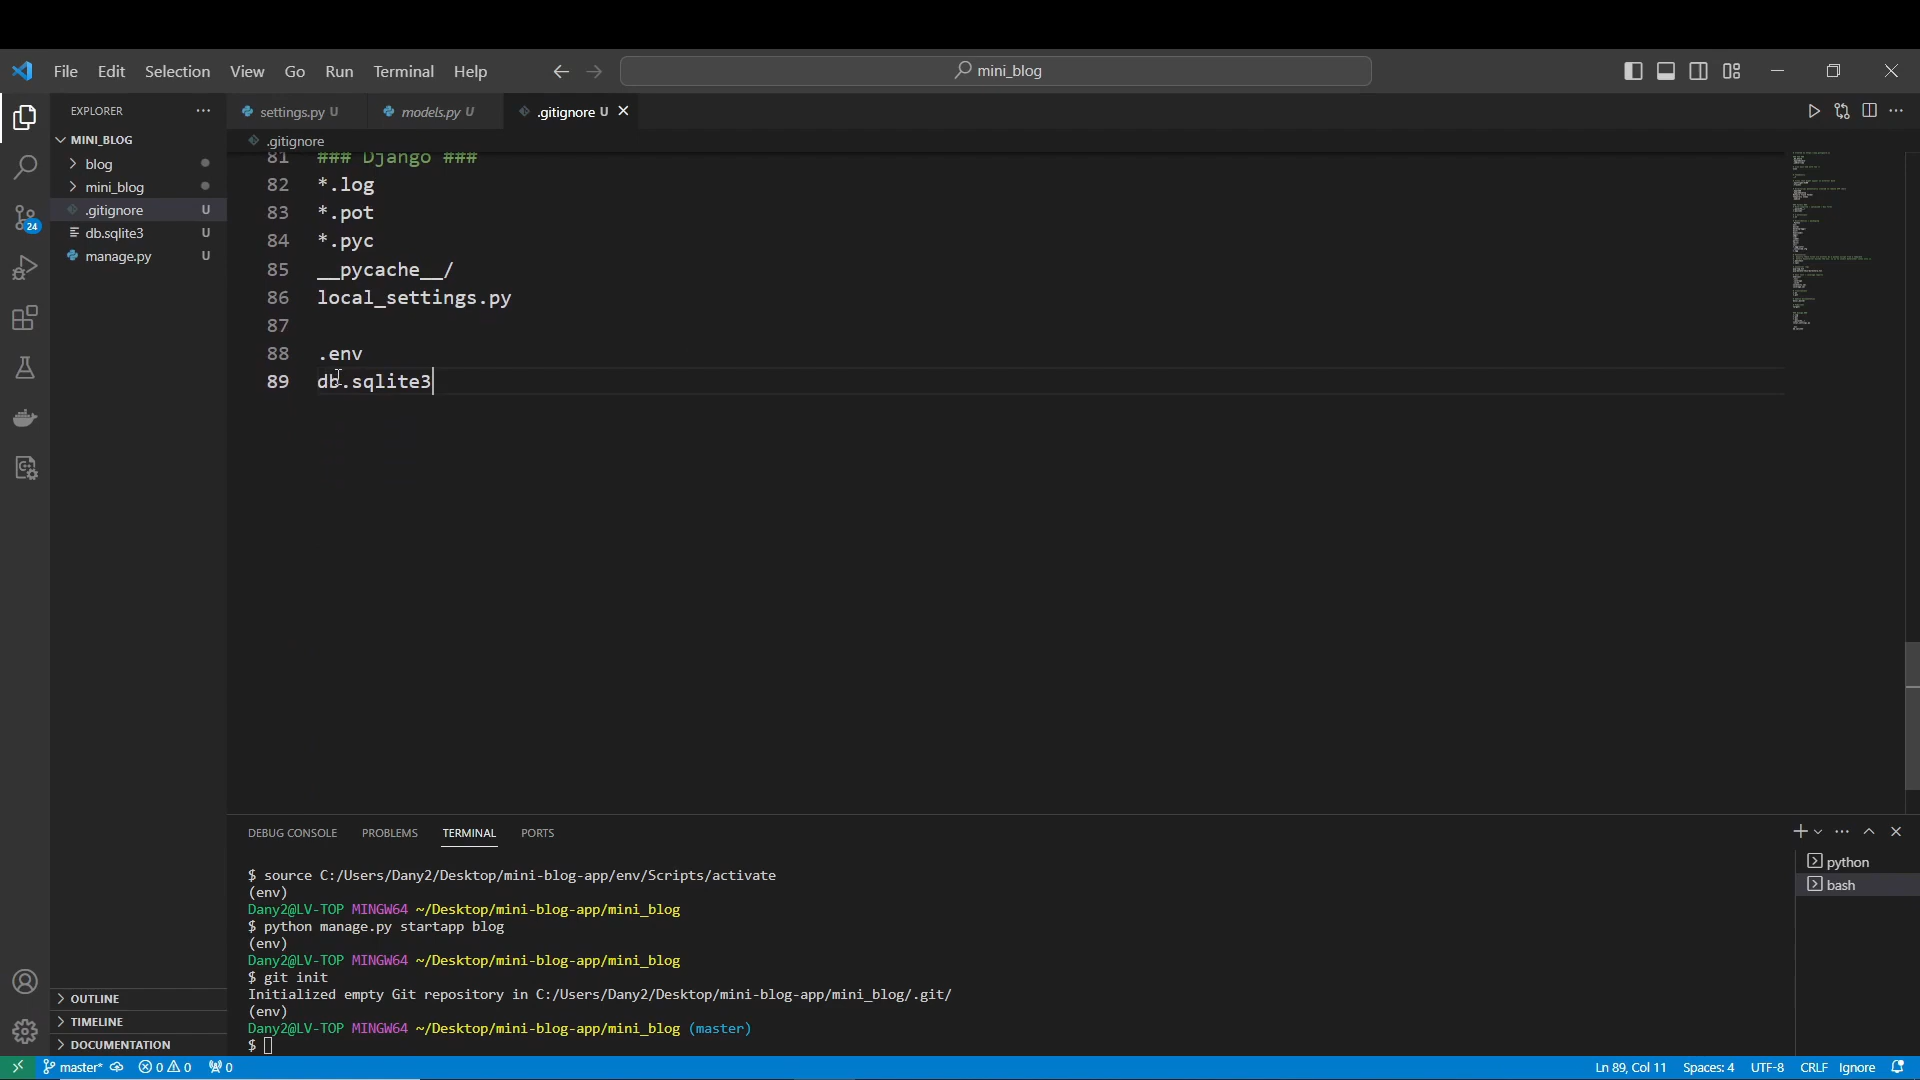 File Edit Selection View Go Run Terminal Help
mini_blog
EXPLORER
settings.py U
models.py U
.gitignore U
.gitignore
MINI_BLOG
blog
mini_blog
.gitignore U
db.sqlite3 U
manage.py U
24
81 ### Django ###
82 *.log
83 *.pot
84 *.pyc
85 __pycache__/
86 local_settings.py
87
88 .env
89 db.sqlite3
DEBUG CONSOLE PROBLEMS TERMINAL PORTS
$ source C:/Users/Dany2/Desktop/mini-blog-app/env/Scripts/activate
(env)
Dany2@LV-TOP MINGW64 ~/Desktop/mini-blog-app/mini_blog
$ python manage.py startapp blog
(env)
Dany2@LV-TOP MINGW64 ~/Desktop/mini-blog-app/mini_blog
$ git init
Initialized empty Git repository in C:/Users/Dany2/Desktop/mini-blog-app/mini_blog/.git/
(env)
Dany2@LV-TOP MINGW64 ~/Desktop/mini-blog-app/mini_blog (master)
$
python
bash
OUTLINE
TIMELINE
DOCUMENTATION
master* 0 0 0
Ln 89, Col 11 Spaces: 4 UTF-8 CRLF Ignore